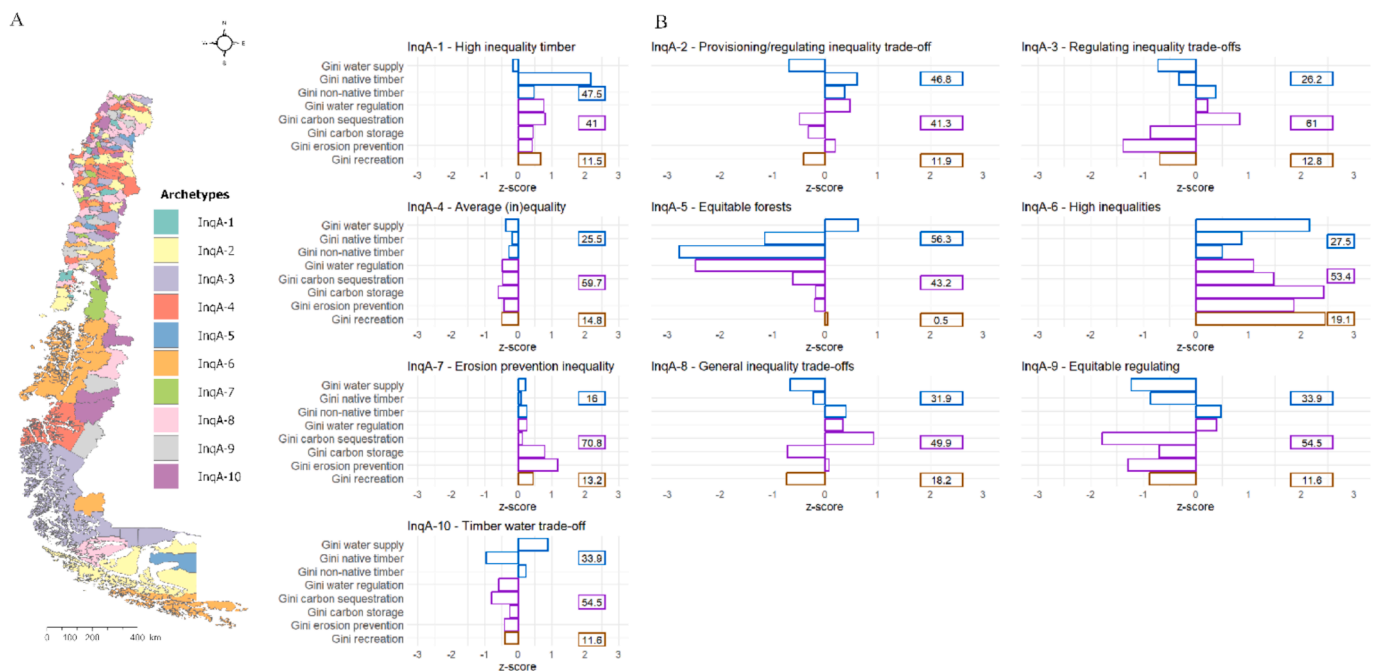 A
B
N
S
E
Archetypes
InqA-1
InqA-2
InqA-3
InqA-4
InqA-5
InqA-6
InqA-7
InqA-8
InqA-9
InqA-10
0 100 200 400 km
InqA-1 - High inequality timber
Gini water supply
Gini native timber
Gini non-native timber
Gini water regulation
Gini carbon sequestration
Gini carbon storage
Gini erosion prevention
Gini recreation
47.5
41
11.5
-3 -2 -1 0 1 2 3
z-score
InqA-2 - Provisioning/regulating inequality trade-off
46.8
41.3
11.9
-3 -2 -1 0 1 2 3
z-score
InqA-3 - Regulating inequality trade-offs
26.2
61
12.8
-3 -2 -1 0 1 2 3
z-score
InqA-4 - Average (in)equality
Gini water supply
Gini native timber
Gini non-native timber
Gini water regulation
Gini carbon sequestration
Gini carbon storage
Gini erosion prevention
Gini recreation
25.5
59.7
14.8
-3 -2 -1 0 1 2 3
z-score
InqA-5 - Equitable forests
56.3
43.2
0.5
-3 -2 -1 0 1 2 3
z-score
InqA-6 - High inequalities
27.5
53.4
19.1
-3 -2 -1 0 1 2 3
z-score
InqA-7 - Erosion prevention inequality
Gini water supply
Gini native timber
Gini non-native timber
Gini water regulation
Gini carbon sequestration
Gini carbon storage
Gini erosion prevention
Gini recreation
16
70.8
13.2
-3 -2 -1 0 1 2 3
z-score
InqA-8 - General inequality trade-offs
31.9
49.9
18.2
-3 -2 -1 0 1 2 3
z-score
InqA-9 - Equitable regulating
33.9
54.5
11.6
-3 -2 -1 0 1 2 3
z-score
InqA-10 - Timber water trade-off
Gini water supply
Gini native timber
Gini non-native timber
Gini water regulation
Gini carbon sequestration
Gini carbon storage
Gini erosion prevention
Gini recreation
33.9
54.5
11.6
-3 -2 -1 0 1 2 3
z-score